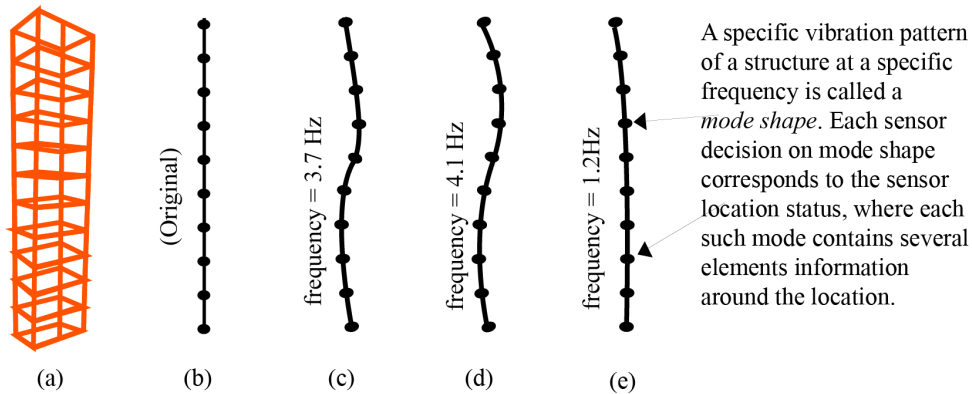 (Original)
frequency = 3.7 Hz
frequency = 4.1 Hz
frequency = 1.2Hz
A specific vibration pattern
of a structure at a specific
frequency is called a
mode shape. Each sensor
decision on mode shape
corresponds to the sensor
location status, where each
such mode contains several
elements information
around the location.
(a)
(b)
(c)
(d)
(e)